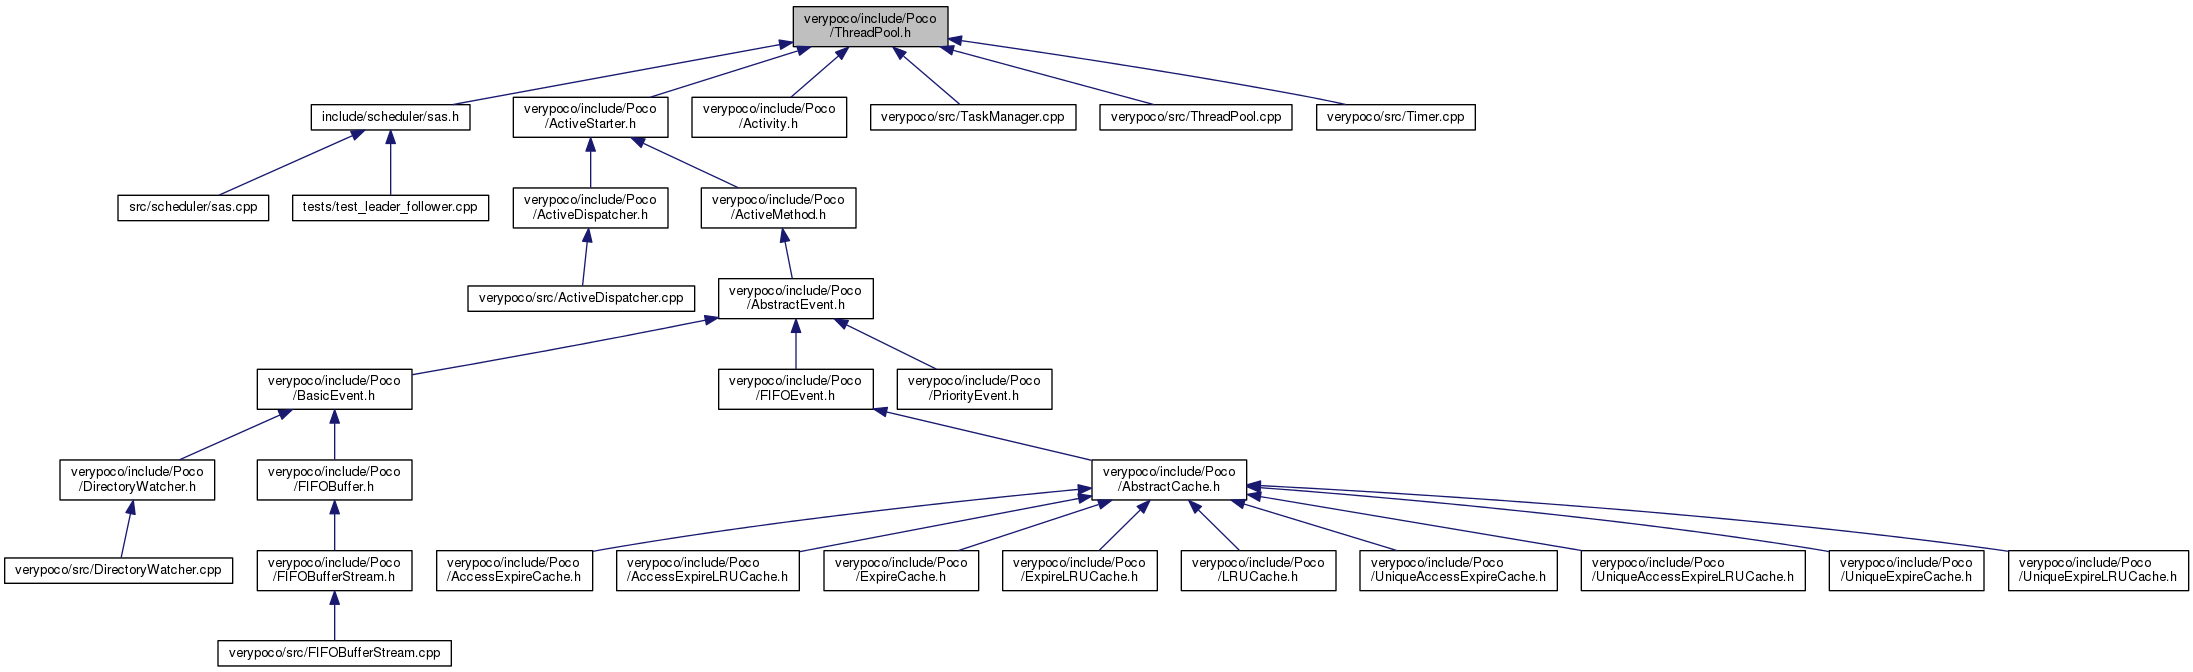 verypoco/include/Poco
/ThreadPool.h
include/scheduler/sas.h
verypoco/include/Poco
/ActiveStarter.h
verypoco/include/Poco
/Activity.h
verypoco/src/TaskManager.cpp
verypoco/src/ThreadPool.cpp
verypoco/src/Timer.cpp
src/scheduler/sas.cpp
tests/test_leader_follower.cpp
verypoco/include/Poco
/ActiveDispatcher.h
verypoco/include/Poco
/ActiveMethod.h
verypoco/src/ActiveDispatcher.cpp
verypoco/include/Poco
/AbstractEvent.h
verypoco/include/Poco
/BasicEvent.h
verypoco/include/Poco
/FIFOEvent.h
verypoco/include/Poco
/PriorityEvent.h
verypoco/include/Poco
/DirectoryWatcher.h
verypoco/include/Poco
/FIFOBuffer.h
verypoco/include/Poco
/AbstractCache.h
verypoco/src/DirectoryWatcher.cpp
verypoco/include/Poco
/FIFOBufferStream.h
verypoco/include/Poco
/AccessExpireCache.h
verypoco/include/Poco
/AccessExpireLRUCache.h
verypoco/include/Poco
/ExpireCache.h
verypoco/include/Poco
/ExpireLRUCache.h
verypoco/include/Poco
/LRUCache.h
verypoco/include/Poco
/UniqueAccessExpireCache.h
verypoco/include/Poco
/UniqueAccessExpireLRUCache.h
verypoco/include/Poco
/UniqueExpireCache.h
verypoco/include/Poco
/UniqueExpireLRUCache.h
verypoco/src/FIFOBufferStream.cpp